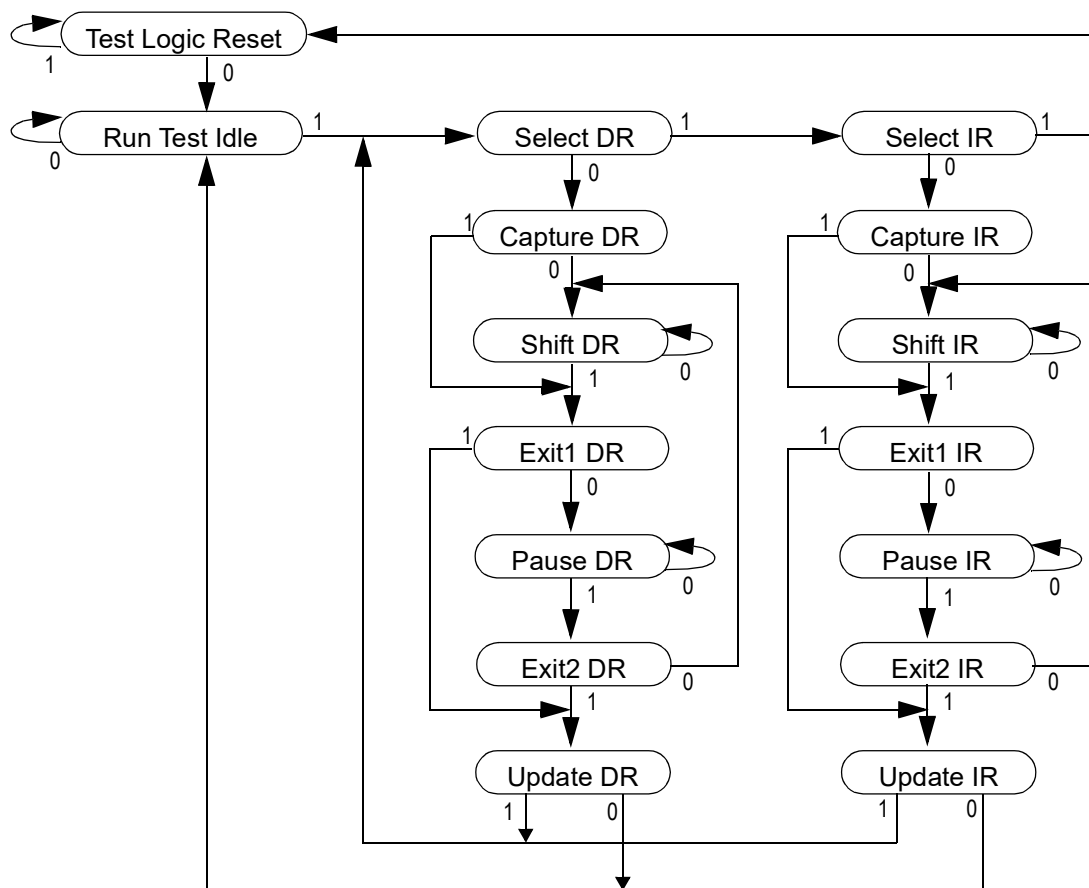 Test Logic Reset
1
0
Run Test Idle
0
1
Select DR
1
0
Select IR
1
0
1
Capture DR
0
1
Capture IR
0
Shift DR
0
1
Shift IR
0
1
1
Exit1 DR
0
1
Exit1 IR
0
Pause DR
0
1
Pause IR
0
1
Exit2 DR
0
1
Exit2 IR
0
1
Update DR
1
0
Update IR
1
0